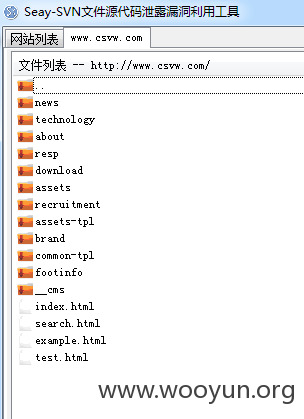 Seay-SVN文件源代码泄露漏洞利用工具
网站列表 www.csvw.com
文件列表 -- http://www.csvw.com/
..
news
technology
about
resp
download
assets
recruitment
assets-tpl
brand
common-tpl
footinfo
__cms
index.html
search.html
example.html
test.html
www.wooyun.org